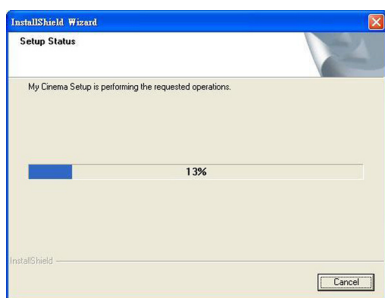 InstallShield Wizard
Setup Status
My Cinema Setup is performing the requested operations.
13%
InstallShield
Cancel